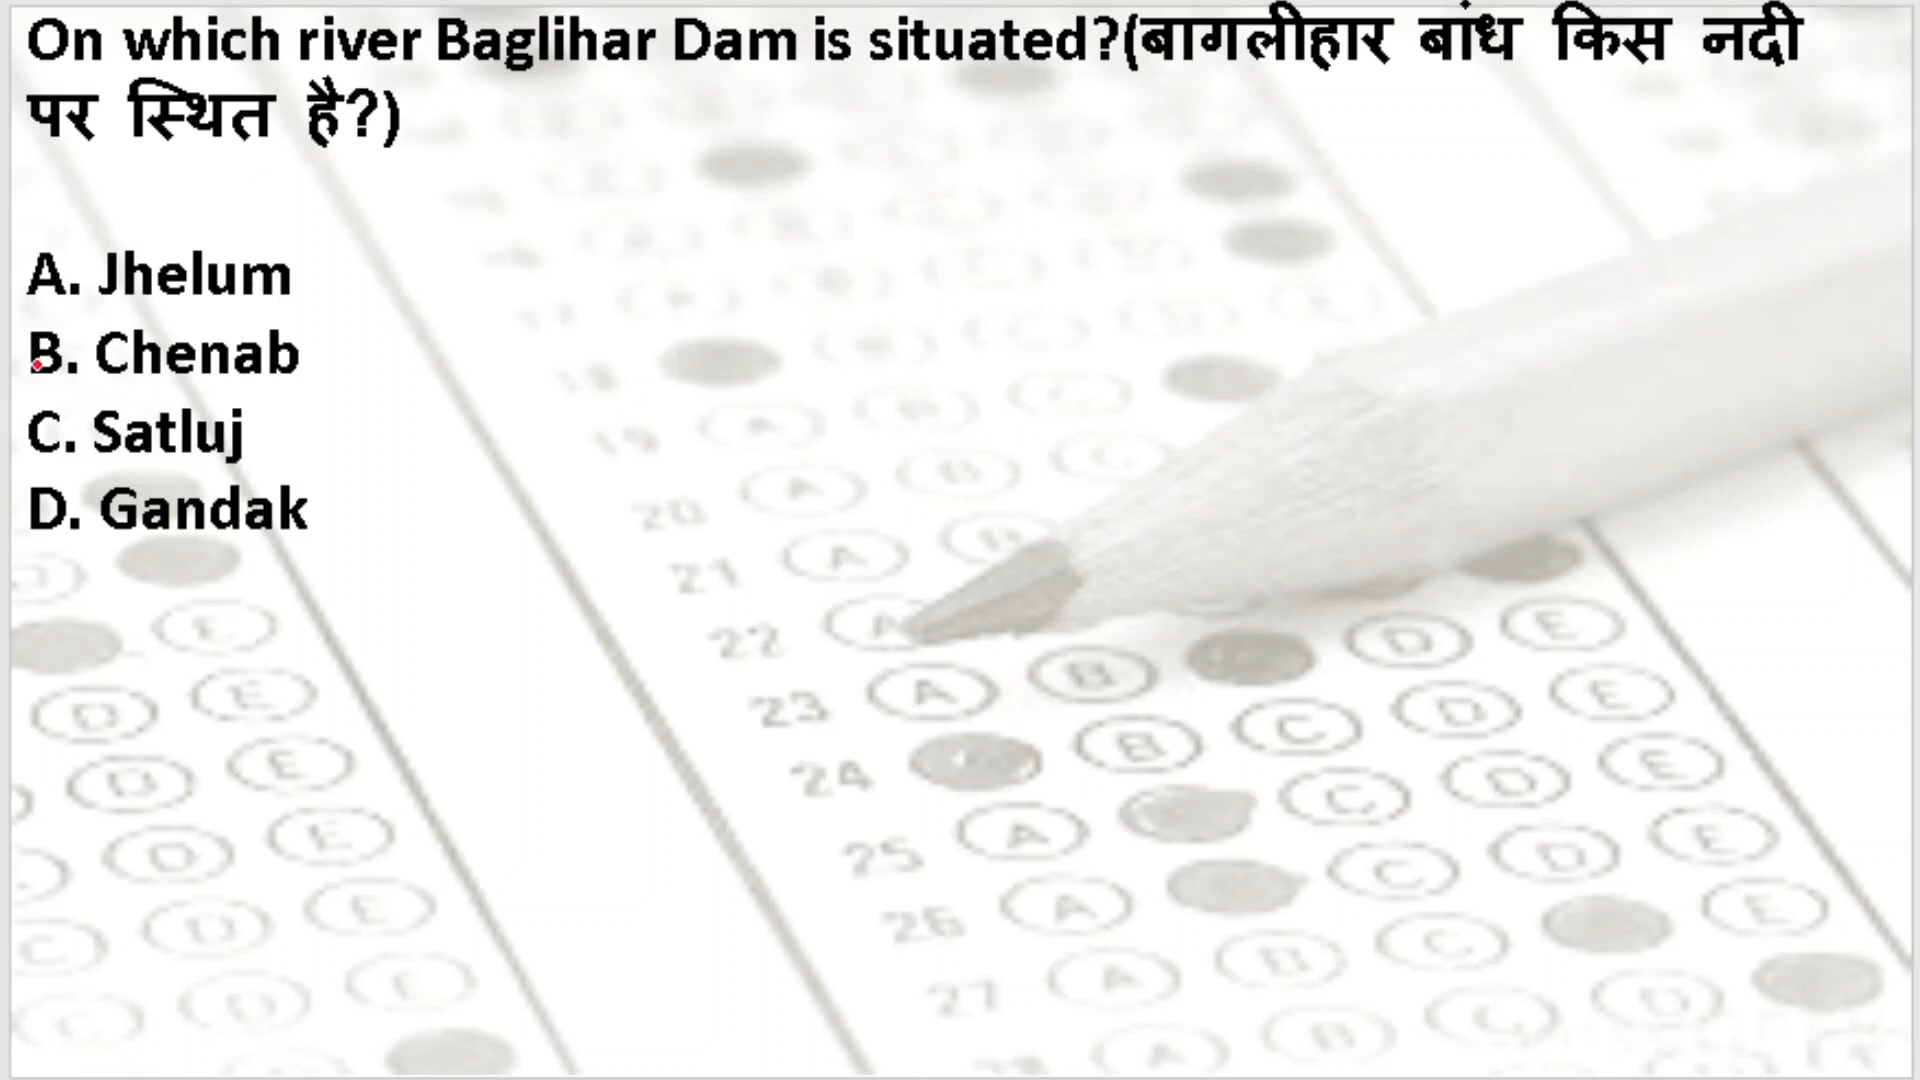 On which river Baglihar Dam is situated?(बागलीहार बांध किस नदी
पर स्थित है?)
A. Jhelum
B. Chenab
C. Satluj
D. Gandak